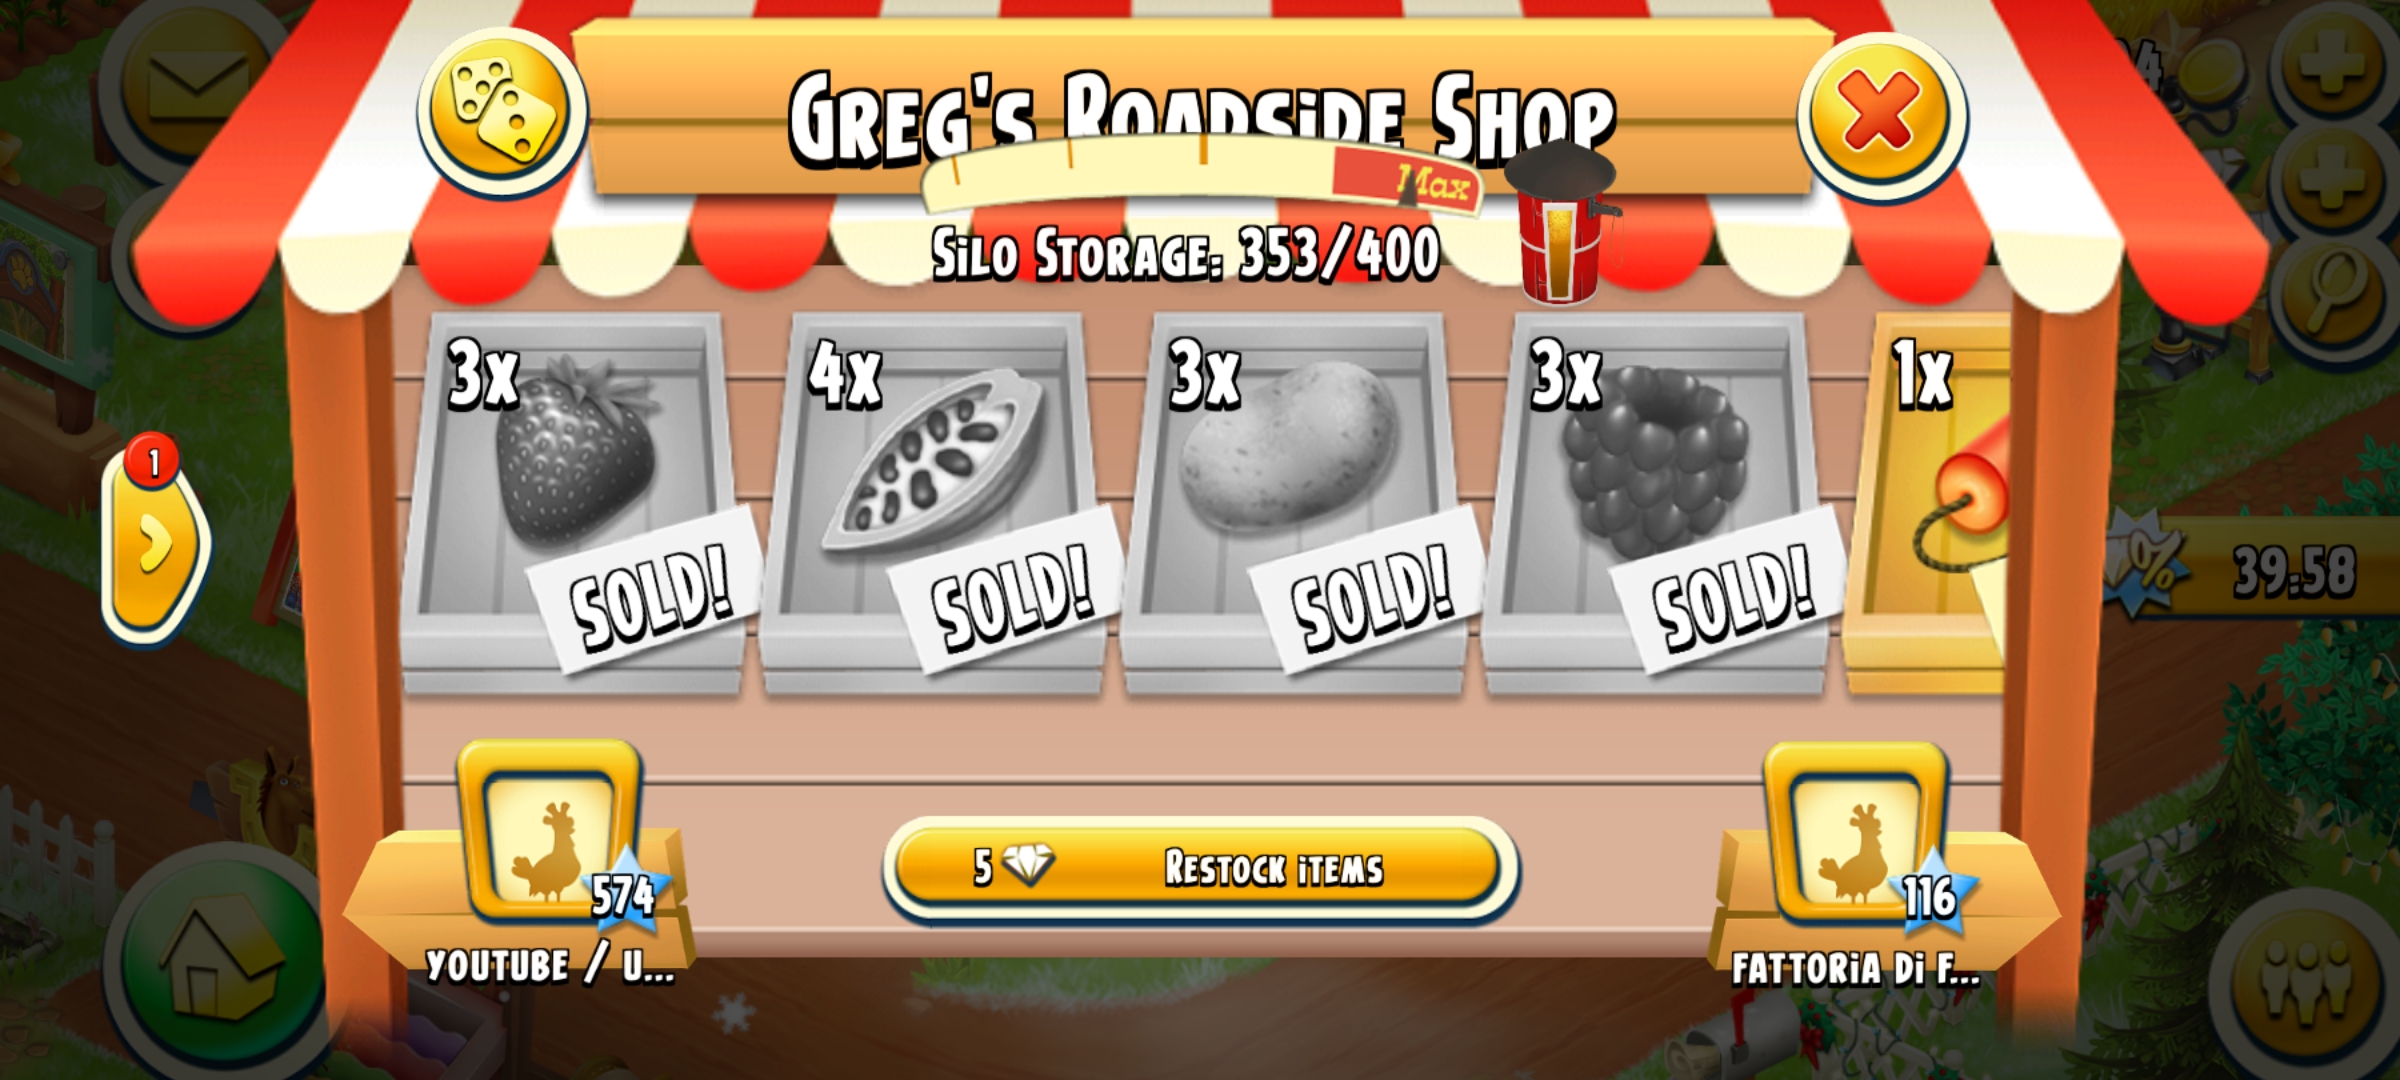 GREG'S ROADSIDE SHOP
Max
SILO STORAGE: 353/400
3x
4x
3x
3x
1x
SOLD!
SOLD!
SOLD!
SOLD!
1
39:58
574
5
RESTOCK ITEMS
116
YOUTUBE / U...
FATTORIA DI F...